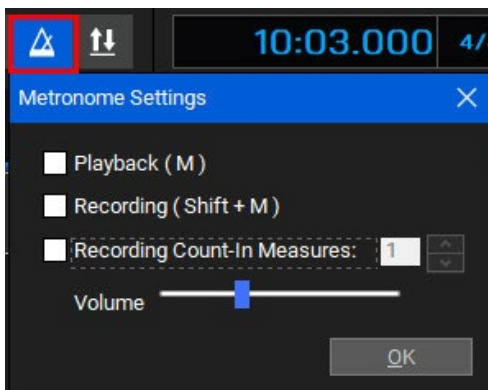 10:03.000 4/
Metronome Settings
Playback ( M )
Recording ( Shift + M )
Recording Count-In Measures: 1
Volume
OK